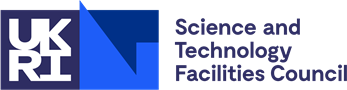 UK
RI
Science and
Technology
Facilities Council